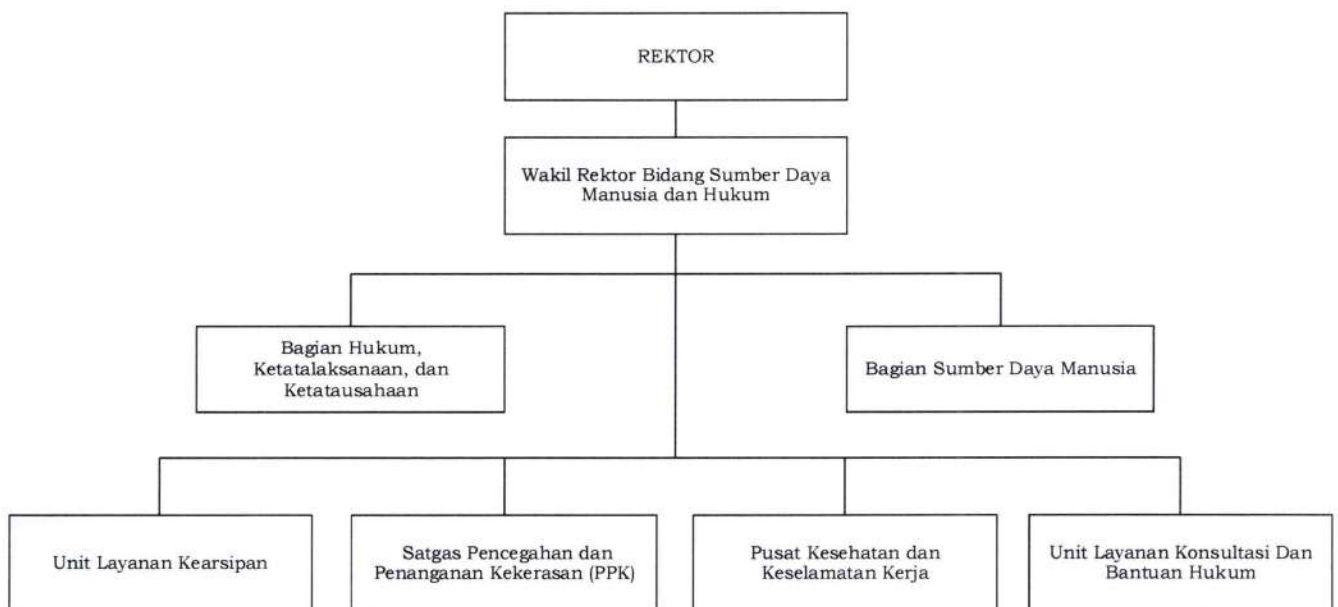 REKTOR
Wakil Rektor Bidang Sumber Daya
Manusia dan Hukum
Bagian Hukum,
Ketatalaksanaan, dan
Ketatausahaan
Bagian Sumber Daya Manusia
Unit Layanan Kearsipan
Satgas Pencegahan dan
Penanganan Kekerasan (PPK)
Pusat Kesehatan dan
Keselamatan Kerja
Unit Layanan Konsultasi Dan
Bantuan Hukum